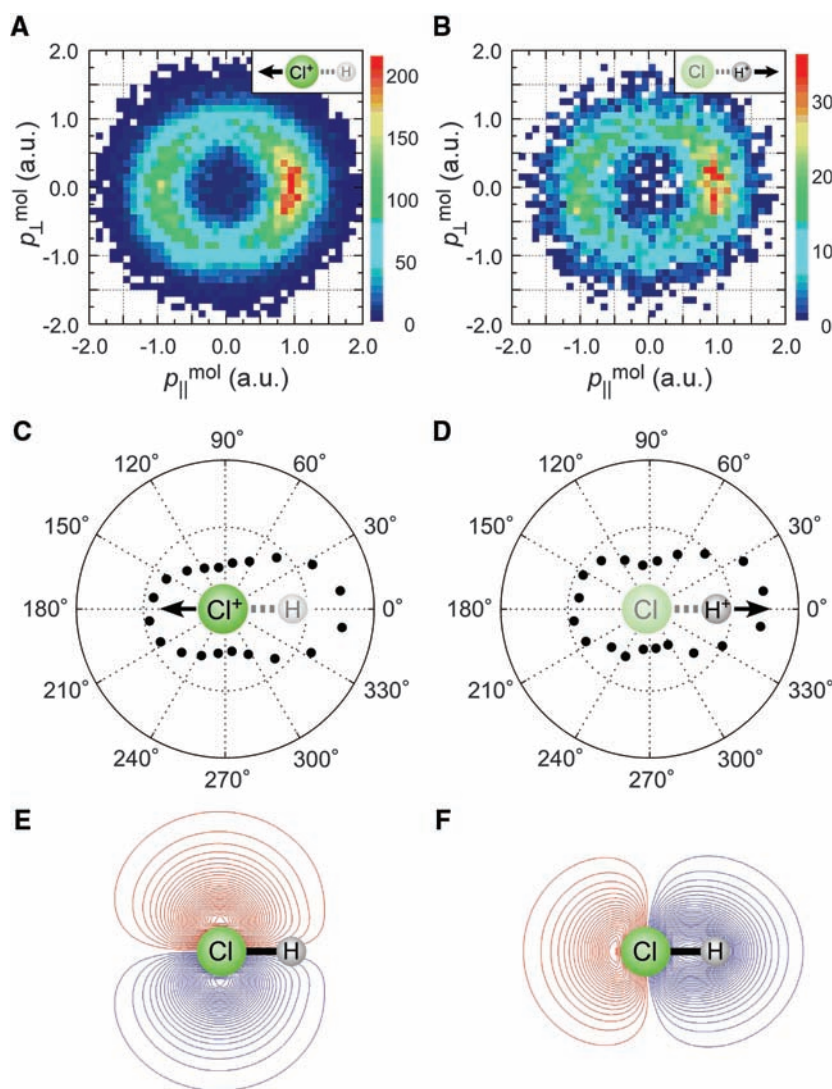 A
B
2.0
1.0
0.0
-1.0
-2.0
p⊥mol (a.u.)
-2.0 -1.0 0.0 1.0 2.0
p||mol (a.u.)
Cl+ H
200
150
100
50
0
2.0
1.0
0.0
-1.0
-2.0
p⊥mol (a.u.)
-2.0 -1.0 0.0 1.0 2.0
p||mol (a.u.)
Cl H+
30
20
10
0
C
90°
120° 60°
150° 30°
180° Cl+ H 0°
210° 330°
240° 300°
270°
D
90°
120° 60°
150° 30°
180° Cl H+ 0°
210° 330°
240° 300°
270°
E
Cl H
F
Cl H